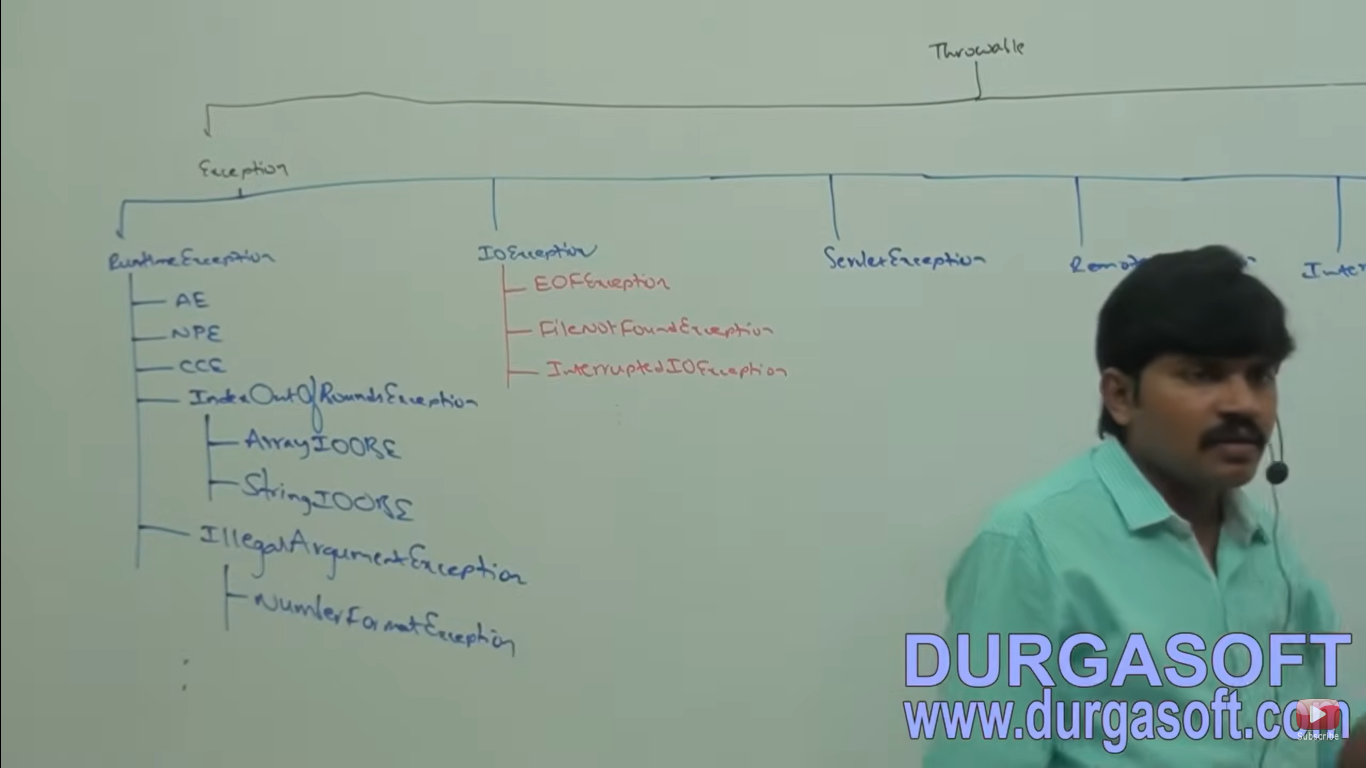 Throwable
Exception
RuntimeException
AE
NPE
CCE
IndexOutOfBoundsException
ArrayIOOBE
StringIOOBE
IllegalArgumentException
NumberFormatException
IOException
EOFException
FileNotFoundException
InterruptedIOException
ServletException
DURGASOFT
www.durgasoft.com
Subscribe